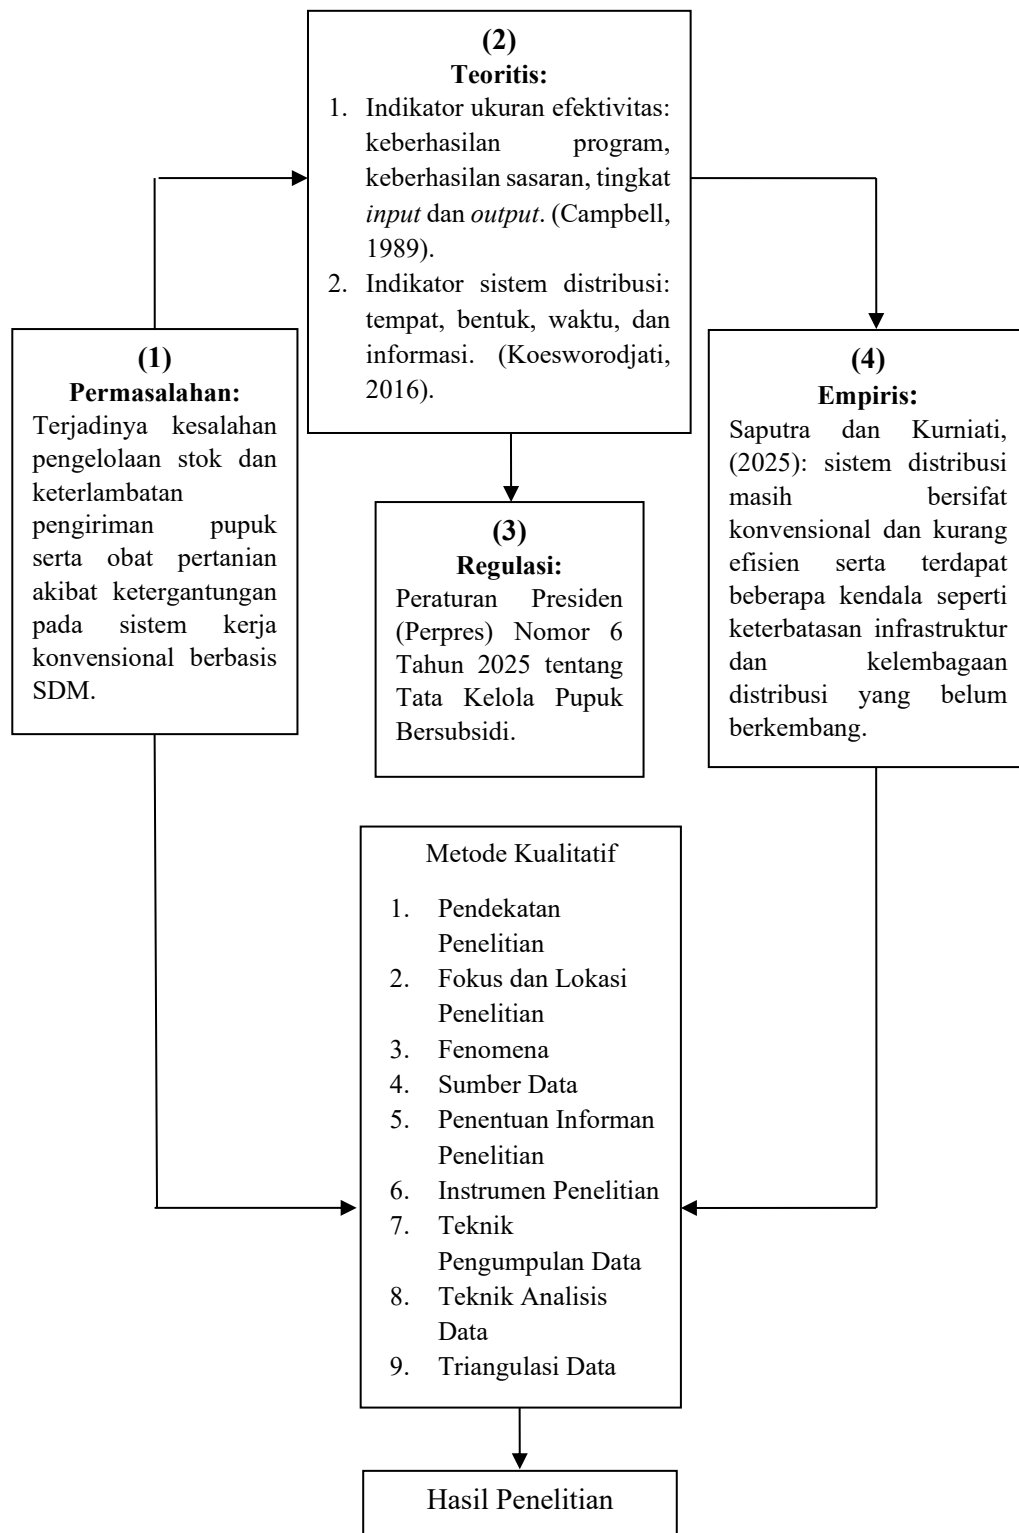 (2)
Teoritis:
1. Indikator ukuran efektivitas:
keberhasilan program,
keberhasilan sasaran, tingkat
input dan output. (Campbell,
1989).
2. Indikator sistem distribusi:
tempat, bentuk, waktu, dan
informasi. (Koesworodjati,
2016).
(1)
Permasalahan:
Terjadinya kesalahan
pengelolaan stok dan
keterlambatan
pengiriman pupuk
serta obat pertanian
akibat ketergantungan
pada sistem kerja
konvensional berbasis
SDM.
(3)
Regulasi:
Peraturan Presiden
(Perpres) Nomor 6
Tahun 2025 tentang
Tata Kelola Pupuk
Bersubsidi.
(4)
Empiris:
Saputra dan Kurniati,
(2025): sistem distribusi
masih bersifat
konvensional dan kurang
efisien serta terdapat
beberapa kendala seperti
keterbatasan infrastruktur
dan kelembagaan
distribusi yang belum
berkembang.
Metode Kualitatif
1. Pendekatan
Penelitian
2. Fokus dan Lokasi
Penelitian
3. Fenomena
4. Sumber Data
5. Penentuan Informan
Penelitian
6. Instrumen Penelitian
7. Teknik
Pengumpulan Data
8. Teknik Analisis
Data
9. Triangulasi Data
Hasil Penelitian